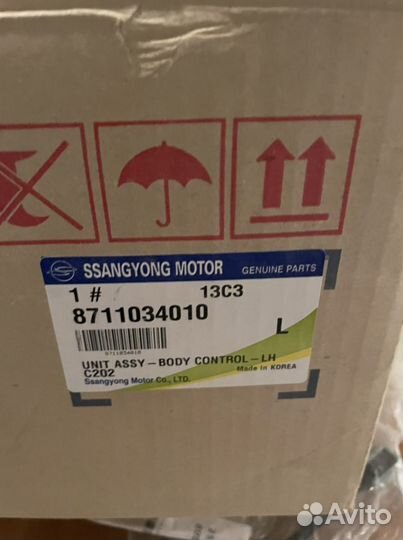 SSANGYONG MOTOR GENUINE PARTS
1 # 13C3
8711034010
L
8711034010
UNIT ASSY-BODY CONTROL-LH
C202 Made in KOREA
Ssangyong Motor Co., LTD.
Avito